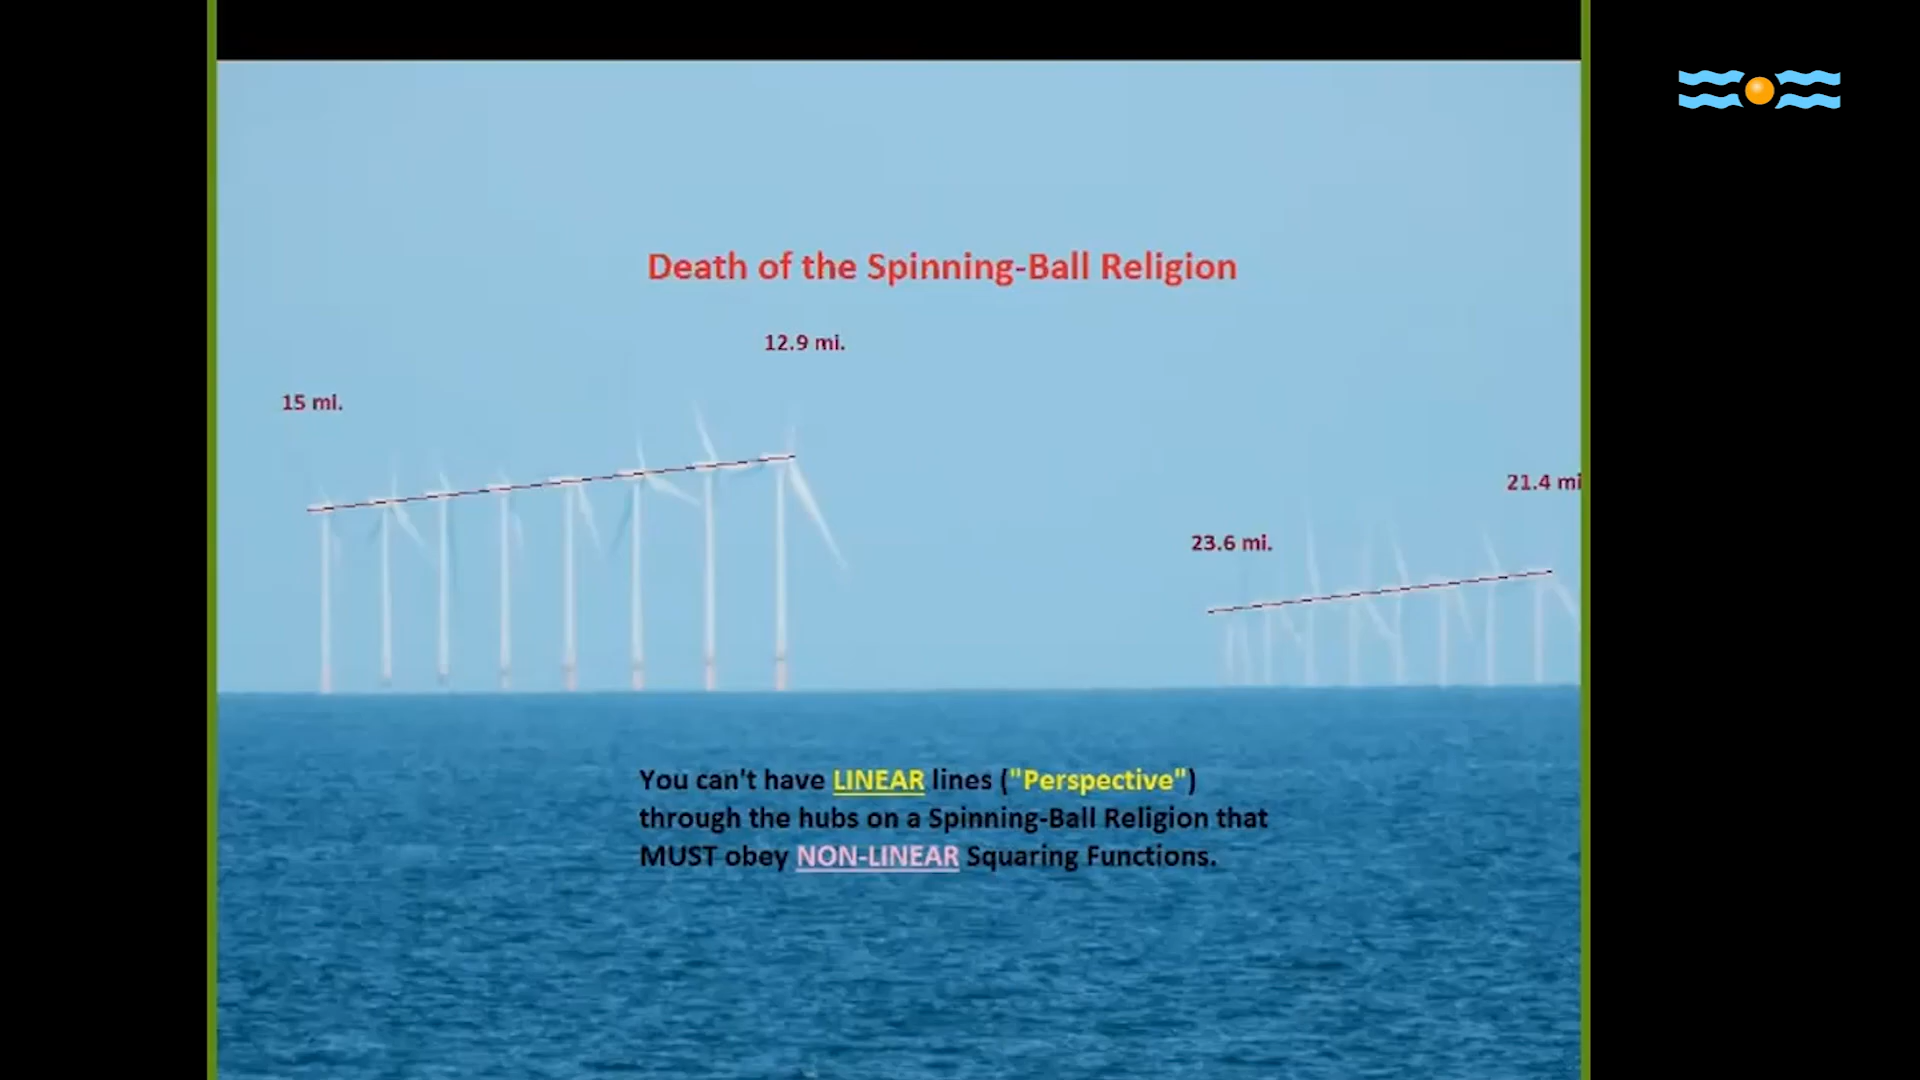 Death of the Spinning-Ball Religion
12.9 mi.
15 mi.
21.4 mi
23.6 mi.
You can't have LINEAR lines ("Perspective")
through the hubs on a Spinning-Ball Religion that
MUST obey NON-LINEAR Squaring Functions.